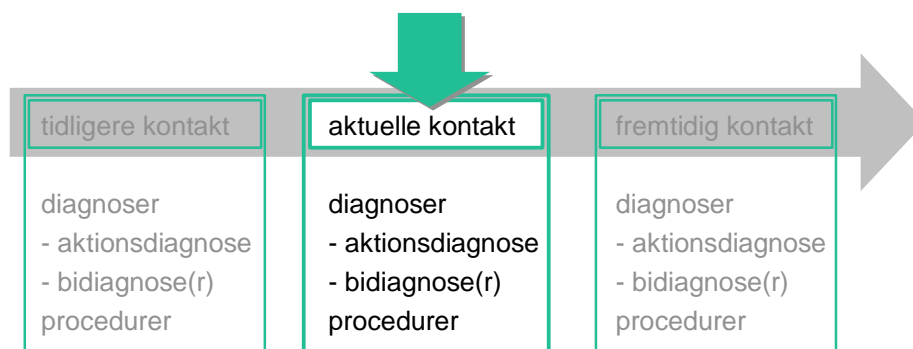 tidligere kontakt
diagnoser
- aktionsdiagnose
- bidiagnose(r)
procedurer
aktuelle kontakt
diagnoser
- aktionsdiagnose
- bidiagnose(r)
procedurer
fremtidig kontakt
diagnoser
- aktionsdiagnose
- bidiagnose(r)
procedurer